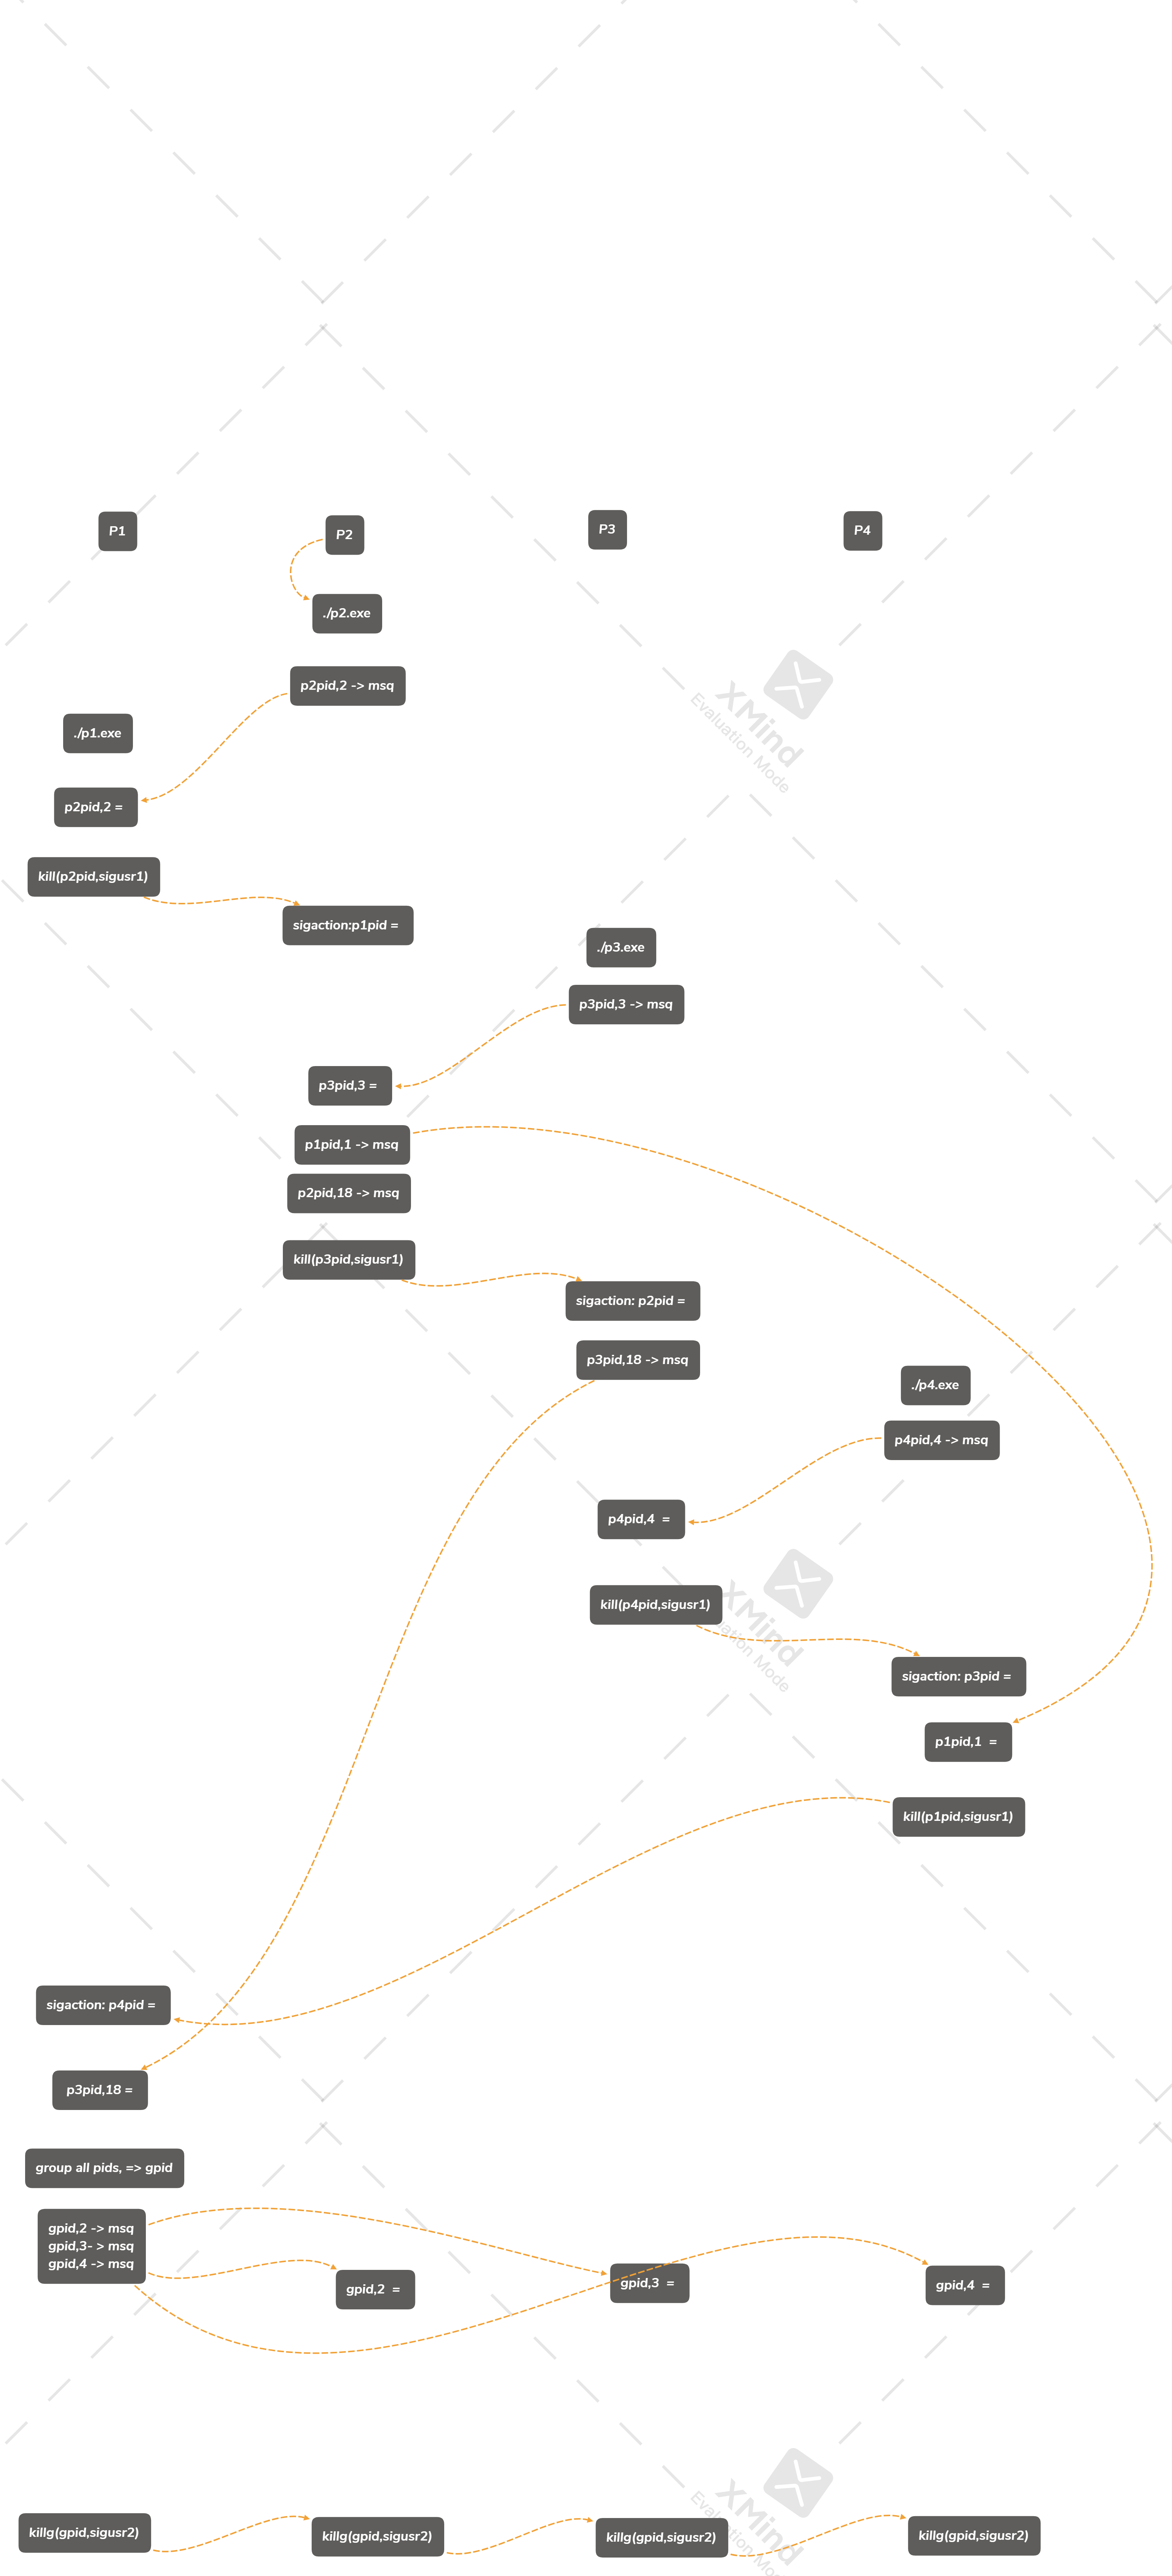 P1
P2
P3
P4
./p2.exe
p2pid,2 -> msq
XMind
Evaluation Mode
./p1.exe
p2pid,2 =
kill(p2pid,sigusr1)
sigaction:p1pid =
./p3.exe
p3pid,3 -> msq
p3pid,3 =
p1pid,1 -> msq
p2pid,18 -> msq
kill(p3pid,sigusr1)
sigaction: p2pid =
p3pid,18 -> msq
./p4.exe
p4pid,4 -> msq
p4pid,4 =
kill(p4pid,sigusr1)
XMind
Mode
sigaction: p3pid =
p1pid,1 =
kill(p1pid,sigusr1)
sigaction: p4pid =
p3pid,18 =
group all pids, => gpid
gpid,2 -> msq
gpid,3- > msq
gpid,4 -> msq
gpid,2 =
gpid,3 =
gpid,4 =
XMind
killg(gpid,sigusr2)
killg(gpid,sigusr2)
killg(gpid,sigusr2)
killg(gpid,sigusr2)